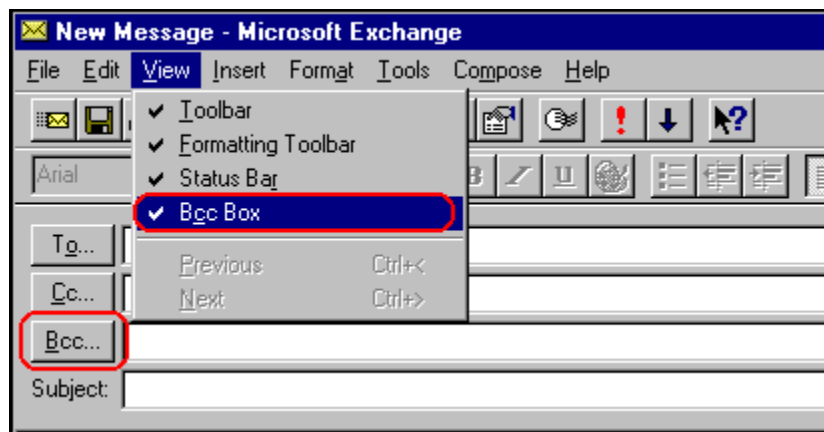 New Message - Microsoft Exchange
File Edit View Insert Format Tools Compose Help
Toolbar
Formatting Toolbar
Arial
Status Bar
B I U
Bcc Box
To...
Previous Ctrl+<
Cc...
Next Ctrl+>
Bcc...
Subject: